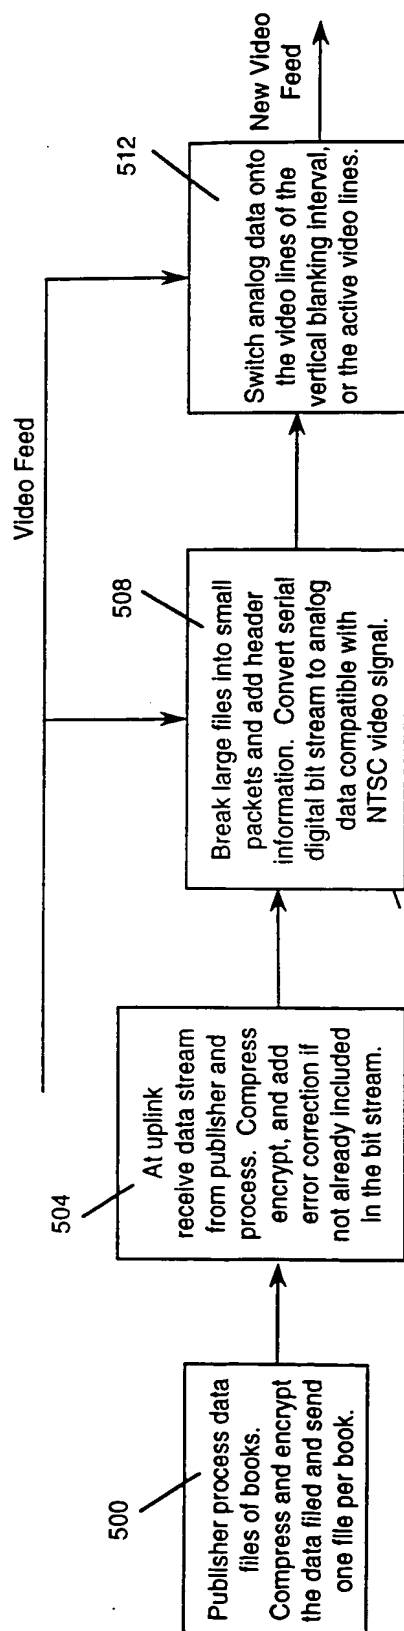 500
Publisher process data
files of books.
Compress and encrypt
the data filed and send
one file per book.
504
At uplink
receive data stream
from publisher and
process. Compress
encrypt, and add
error correction if
not already included
in the bit stream.
Video Feed
508
Break large files into small
packets and add header
information. Convert serial
digital bit stream to analog
data compatible with
NTSC video signal.
512
Switch analog data onto
the video lines of the
vertical blanking interval,
or the active video lines.
New Video
Feed